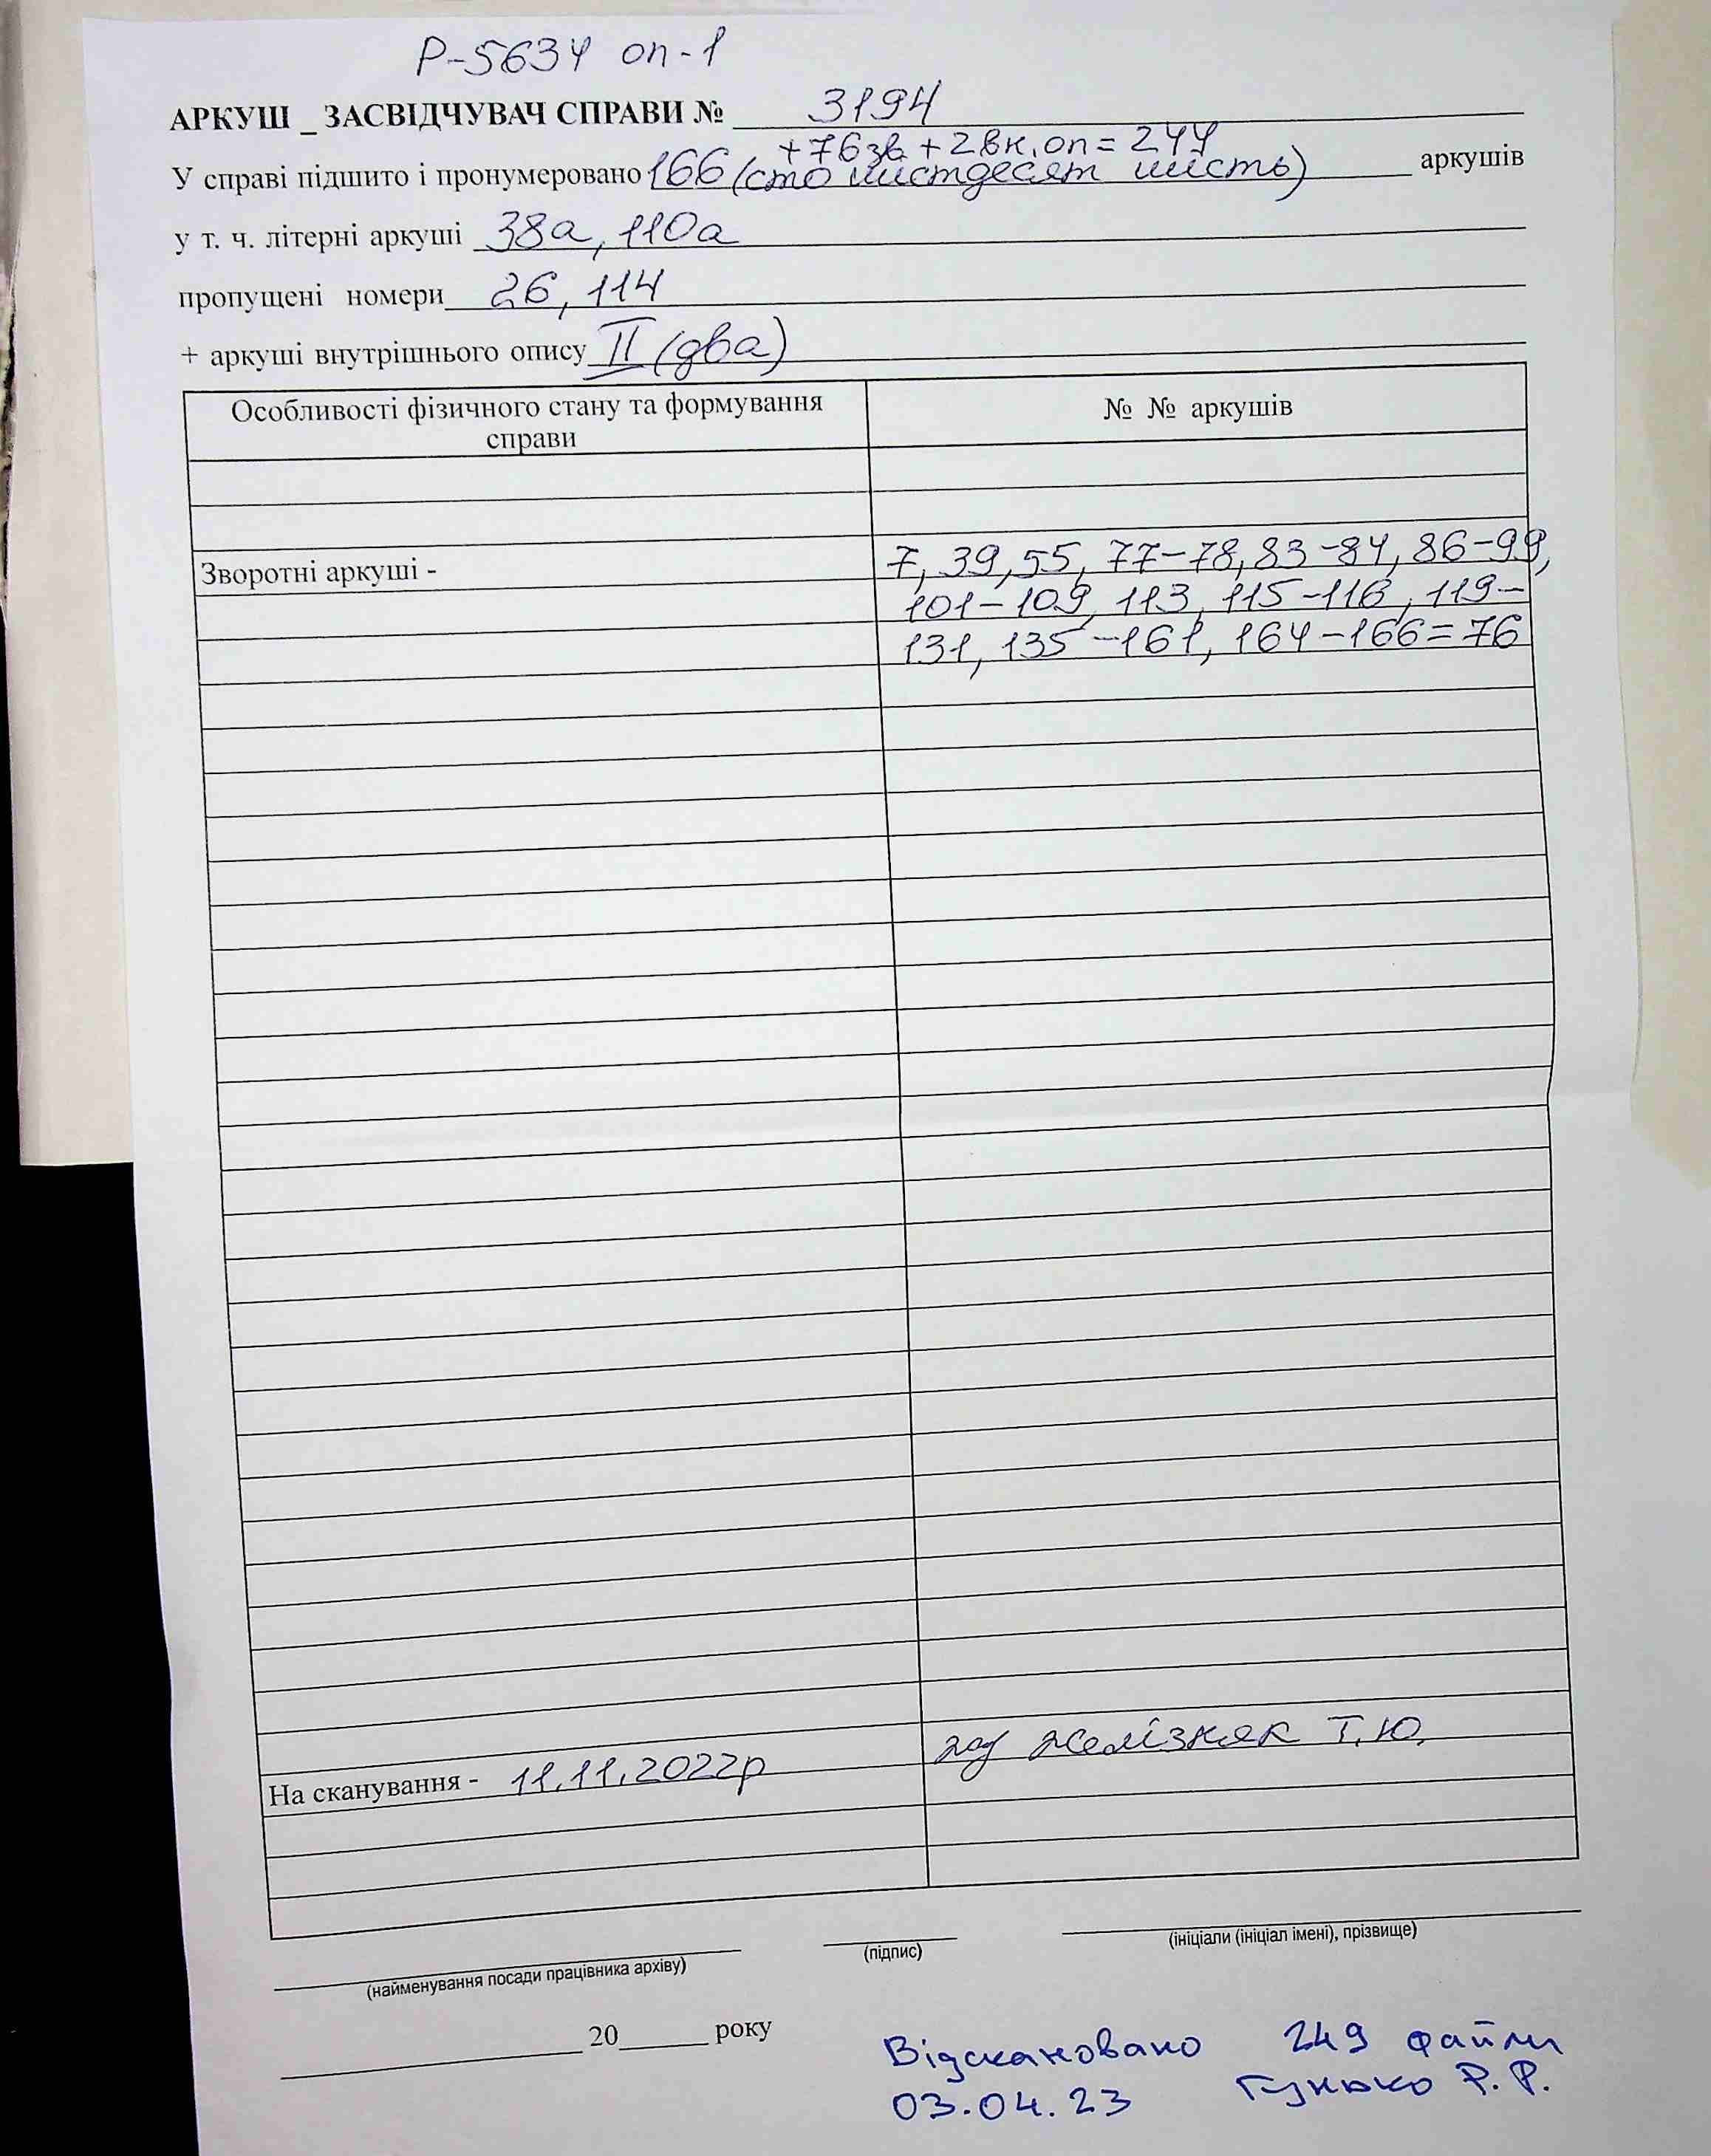 Р-5634 оп-1
АРКУШ _ ЗАСВІДЧУВАЧ СПРАВИ № 3194
+76зв +2вн.оп = 244
У справі підшито і пронумеровано 166 (сто шістдесят шість) аркушів
у т. ч. літерні аркуші 38а, 110а
пропущені номери 26, 114
+ аркуші внутрішнього опису II (два)
Особливості фізичного стану та формування справи
№ № аркушів
Зворотні аркуші - 7, 39, 55, 77-78, 83-84, 86-99,
101-109, 113, 115-116, 119-
131, 135-161, 164-166=76
На сканування - 11.11.2022р Желізняк Т.Ю.
(найменування посади працівника архіву) (підпис) (ініціали (ініціал імені), прізвище)
20 року
Відскановано 249 файли
03.04.23 Гунько Р.Р.